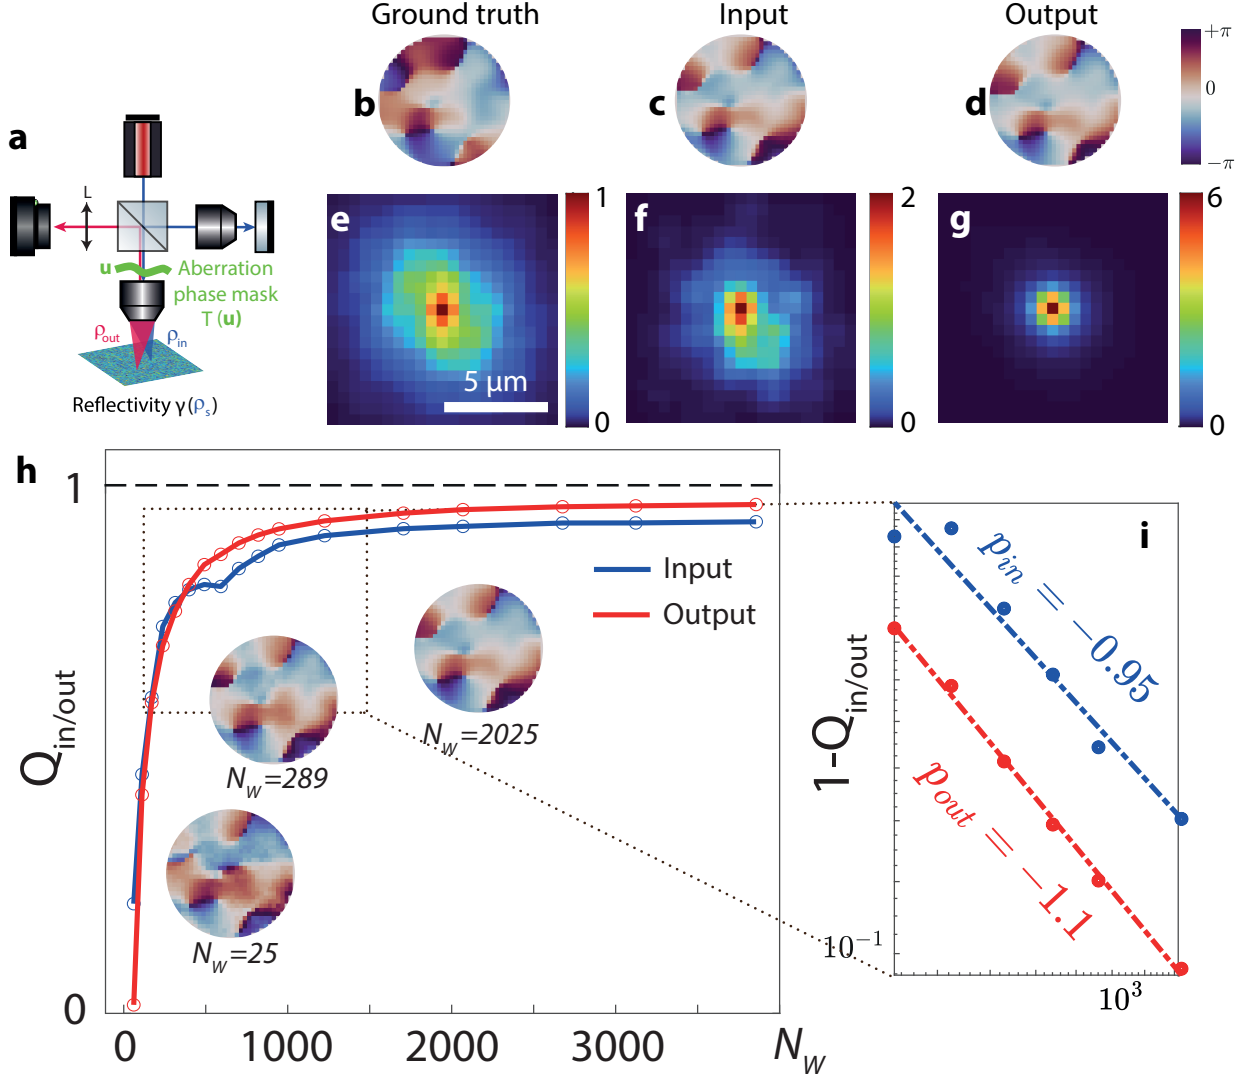 Ground truth
Input
Output
+π
0
−π
a
b
c
d
L
u
Aberration
phase mask
T (u)
ρout
ρin
Reflectivity γ(ρs)
e
1
0
5 μm
f
2
0
g
6
0
h
1
Qin/out
0
Input
Output
NW=2025
NW=289
NW=25
0
1000
2000
3000
NW
i
1-Qin/out
pin = −0.95
pout = −1.1
10−1
103